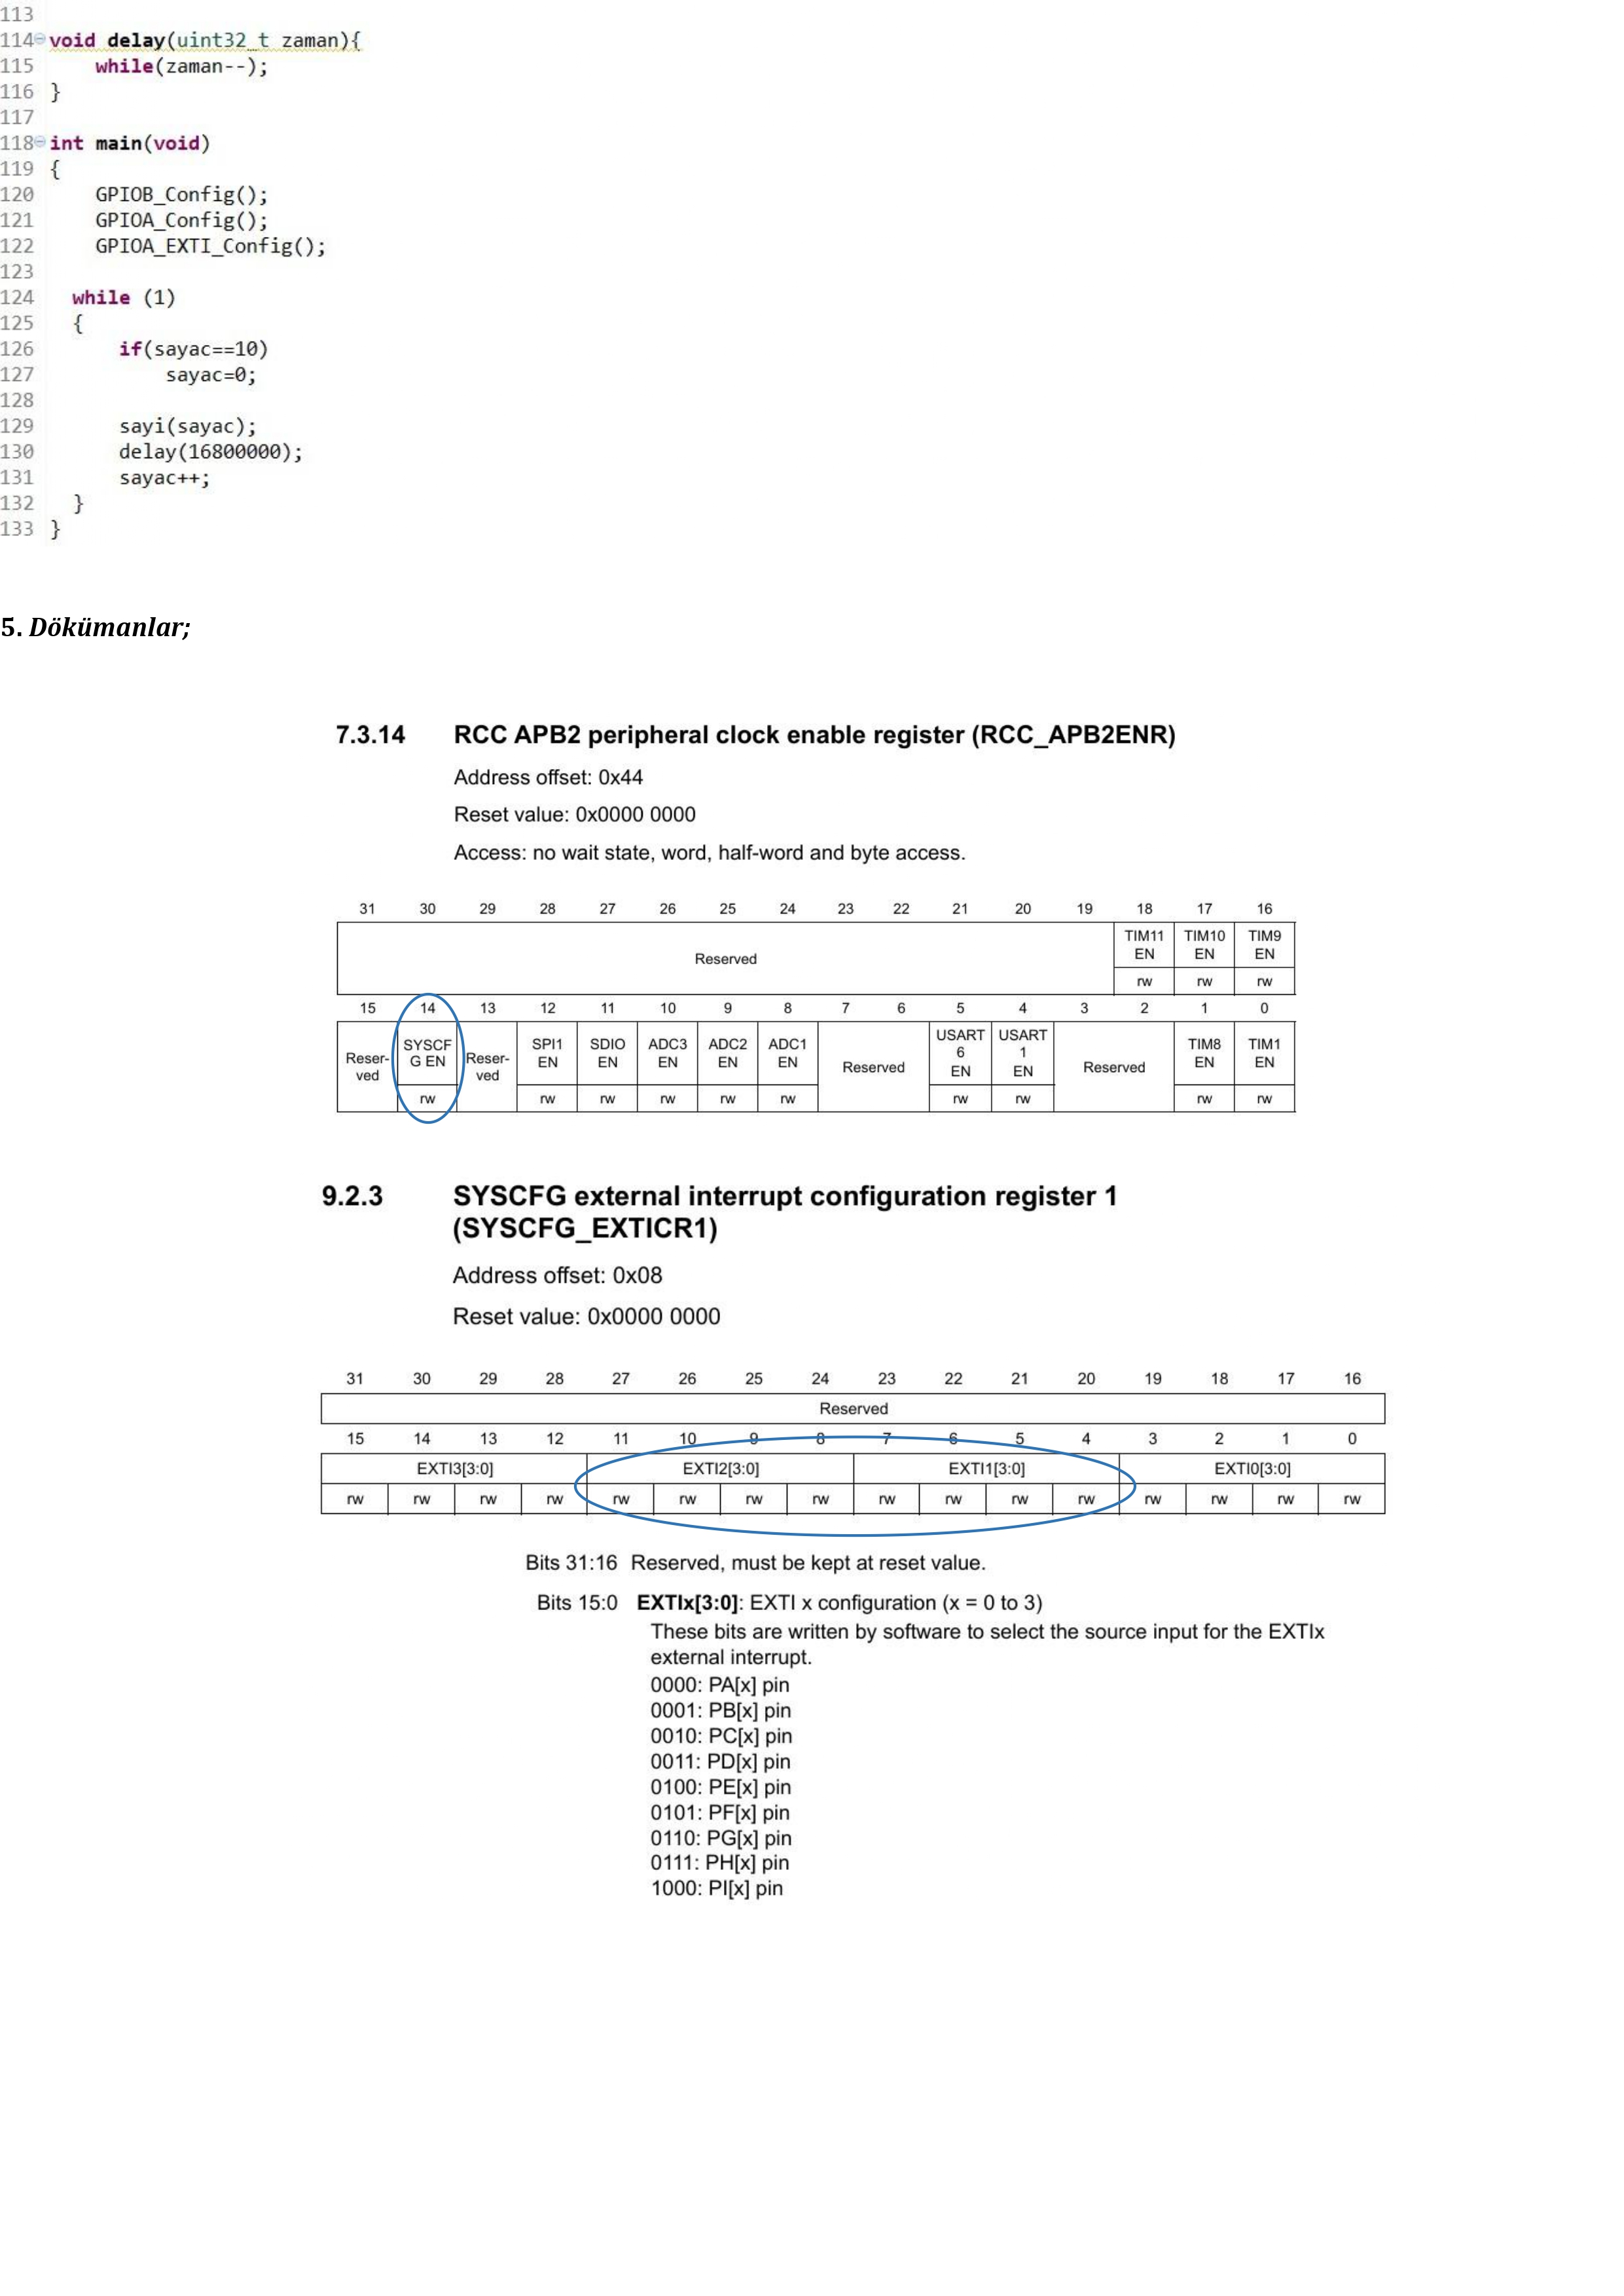 113
114 void delay(uint32_t zaman){
115 while(zaman--);
116 }
117
118 int main(void)
119 {
120 GPIOB_Config();
121 GPIOA_Config();
122 GPIOA_EXTI_Config();
123
124 while (1)
125 {
126 if(sayac==10)
127 sayac=0;
128
129 sayi(sayac);
130 delay(16800000);
131 sayac++;
132 }
133 }
5. Dökümanlar;
7.3.14 RCC APB2 peripheral clock enable register (RCC_APB2ENR)
Address offset: 0x44
Reset value: 0x0000 0000
Access: no wait state, word, half-word and byte access.
31 30 29 28 27 26 25 24 23 22 21 20 19 18 17 16
Reserved TIM11 EN TIM10 EN TIM9 EN
rw rw rw
15 14 13 12 11 10 9 8 7 6 5 4 3 2 1 0
Reser-ved SYSCF G EN Reser-ved SPI1 EN SDIO EN ADC3 EN ADC2 EN ADC1 EN Reserved USART 6 EN USART 1 EN Reserved TIM8 EN TIM1 EN
rw rw rw rw rw rw rw rw rw rw
9.2.3 SYSCFG external interrupt configuration register 1
(SYSCFG_EXTICR1)
Address offset: 0x08
Reset value: 0x0000 0000
31 30 29 28 27 26 25 24 23 22 21 20 19 18 17 16
Reserved
15 14 13 12 11 10 9 8 7 6 5 4 3 2 1 0
EXTI3[3:0] EXTI2[3:0] EXTI1[3:0] EXTI0[3:0]
rw rw rw rw rw rw rw rw rw rw rw rw rw rw rw rw
Bits 31:16 Reserved, must be kept at reset value.
Bits 15:0 EXTIx[3:0]: EXTI x configuration (x = 0 to 3)
These bits are written by software to select the source input for the EXTIx
external interrupt.
0000: PA[x] pin
0001: PB[x] pin
0010: PC[x] pin
0011: PD[x] pin
0100: PE[x] pin
0101: PF[x] pin
0110: PG[x] pin
0111: PH[x] pin
1000: PI[x] pin